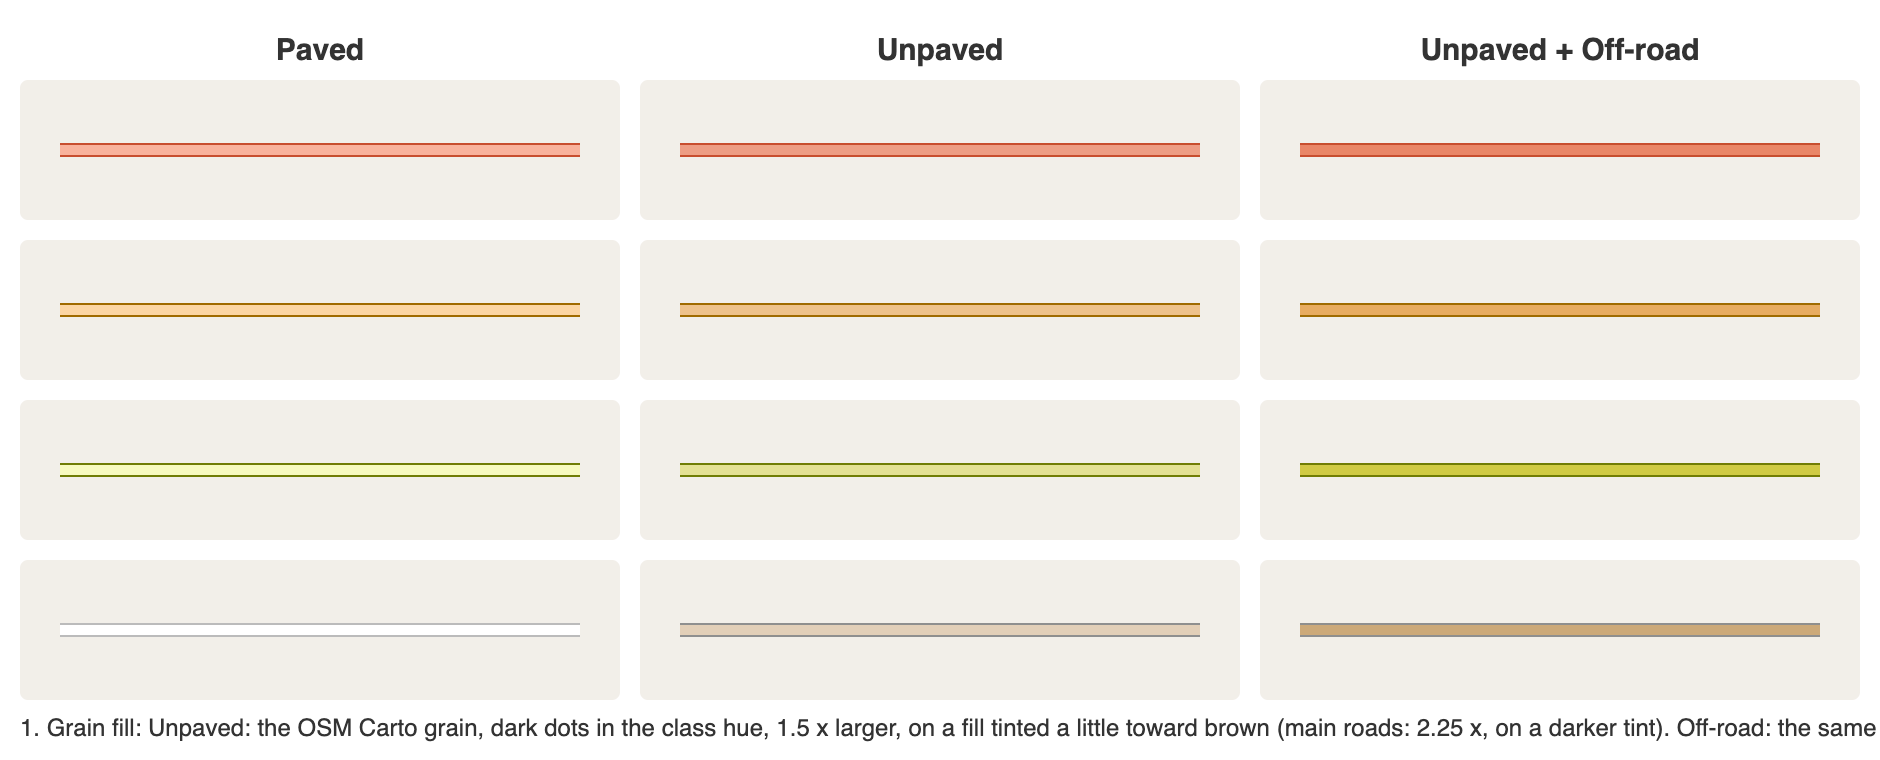 Paved
Unpaved
Unpaved + Off-road
1. Grain fill: Unpaved: the OSM Carto grain, dark dots in the class hue, 1.5 x larger, on a fill tinted a little toward brown (main roads: 2.25 x, on a darker tint). Off-road: the same